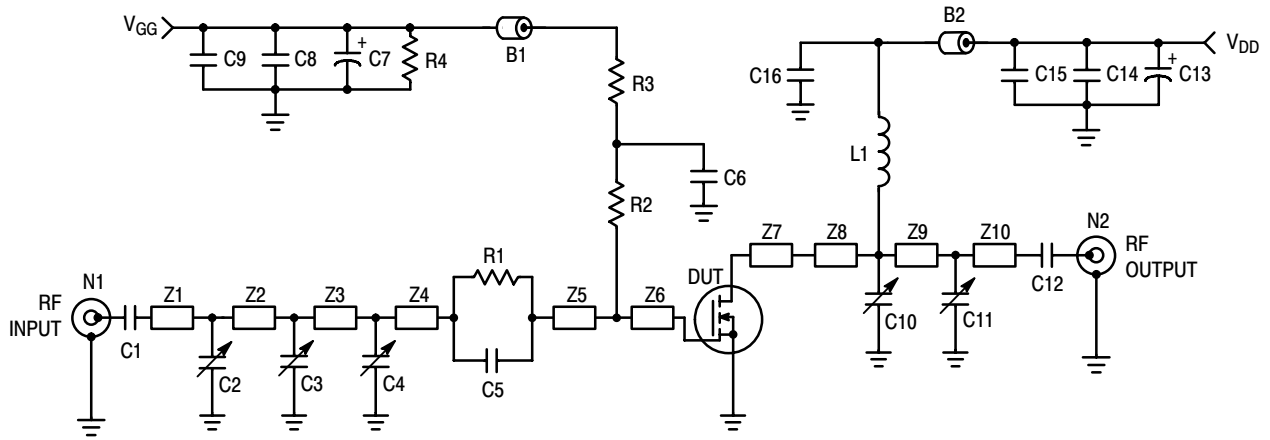 VGG
C9
C8
+
C7
R4
B1
R3
C6
R2
B2
VDD
C16
C15
C14
+
C13
L1
N1
RF
INPUT
C1
Z1
C2
Z2
C3
Z3
C4
Z4
R1
C5
Z5
Z6
DUT
Z7
Z8
C10
Z9
C11
Z10
C12
N2
RF
OUTPUT